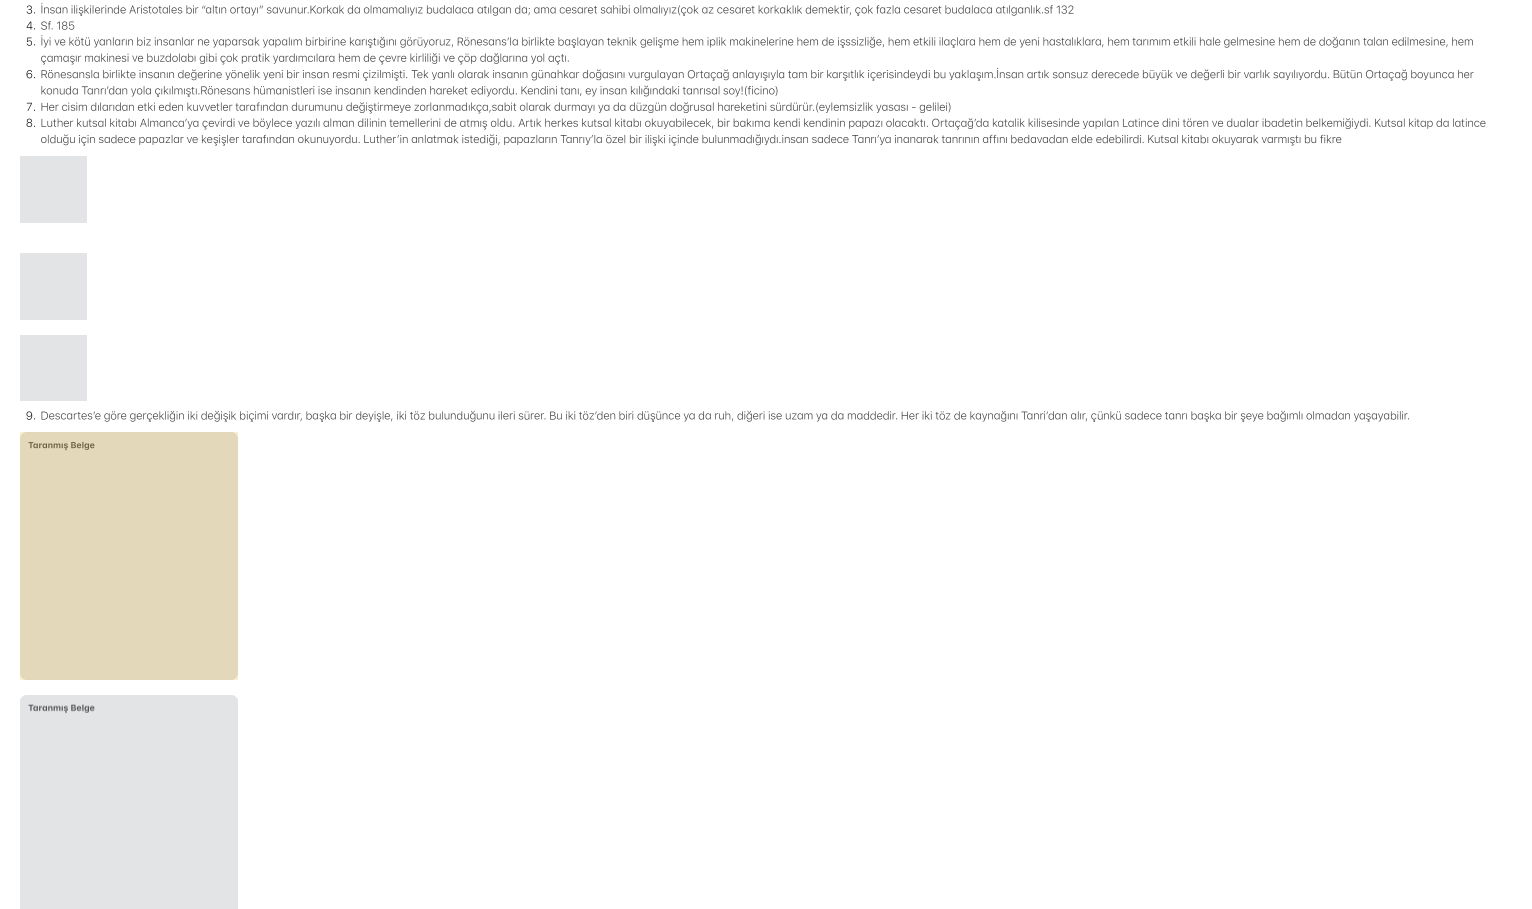 3. İnsan ilişkilerinde Aristotales bir “altın ortayı” savunur.Korkak da olmamalıyız budalaca atılgan da; ama cesaret sahibi olmalıyız(çok az cesaret korkaklık demektir, çok fazla cesaret budalaca atılganlık.sf 132
4. Sf. 185
5. İyi ve kötü yanların biz insanlar ne yaparsak yapalım birbirine karıştığını görüyoruz, Rönesans’la birlikte başlayan teknik gelişme hem iplik makinelerine hem de işssizliğe, hem etkili ilaçlara hem de yeni hastalıklara, hem tarımım etkili hale gelmesine hem de doğanın talan edilmesine, hem
çamaşır makinesi ve buzdolabı gibi çok pratik yardımcılara hem de çevre kirliliği ve çöp dağlarına yol açtı.
6. Rönesansla birlikte insanın değerine yönelik yeni bir insan resmi çizilmişti. Tek yanlı olarak insanın günahkar doğasını vurgulayan Ortaçağ anlayışıyla tam bir karşıtlık içerisindeydi bu yaklaşım.İnsan artık sonsuz derecede büyük ve değerli bir varlık sayılıyordu. Bütün Ortaçağ boyunca her
konuda Tanrı’dan yola çıkılmıştı.Rönesans hümanistleri ise insanın kendinden hareket ediyordu. Kendini tanı, ey insan kılığındaki tanrısal soy!(ficino)
7. Her cisim dılarıdan etki eden kuvvetler tarafından durumunu değiştirmeye zorlanmadıkça,sabit olarak durmayı ya da düzgün doğrusal hareketini sürdürür.(eylemsizlik yasası - gelilei)
8. Luther kutsal kitabı Almanca’ya çevirdi ve böylece yazılı alman dilinin temellerini de atmış oldu. Artık herkes kutsal kitabı okuyabilecek, bir bakıma kendi kendinin papazı olacaktı. Ortaçağ’da katalik kilisesinde yapılan Latince dini tören ve dualar ibadetin belkemiğiydi. Kutsal kitap da latince
olduğu için sadece papazlar ve keşişler tarafından okunuyordu. Luther’in anlatmak istediği, papazların Tanrıy’la özel bir ilişki içinde bulunmadığıydı.insan sadece Tanrı’ya inanarak tanrının affını bedavadan elde edebilirdi. Kutsal kitabı okuyarak varmıştı bu fikre
9. Descartes’e göre gerçekliğin iki değişik biçimi vardır, başka bir deyişle, iki töz bulunduğunu ileri sürer. Bu iki töz’den biri düşünce ya da ruh, diğeri ise uzam ya da maddedir. Her iki töz de kaynağını Tanri’dan alır, çünkü sadece tanrı başka bir şeye bağımlı olmadan yaşayabilir.
Taranmış Belge
Taranmış Belge